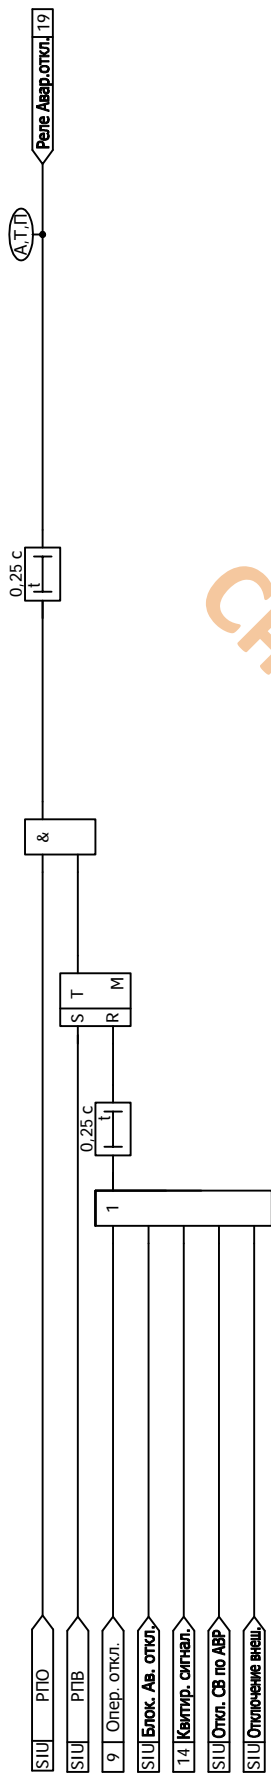 SIU РПО
SIU РПВ
9 Опер. откл.
SIU Блок. Ав. откл.
14 Квитир. сигнал.
SIU Откл. СВ по АВР
SIU Отключение внеш.
1
0,25 с
t
S T
R M
&
0,25 с
t
А,Т,П
Реле Авар.откл. 19